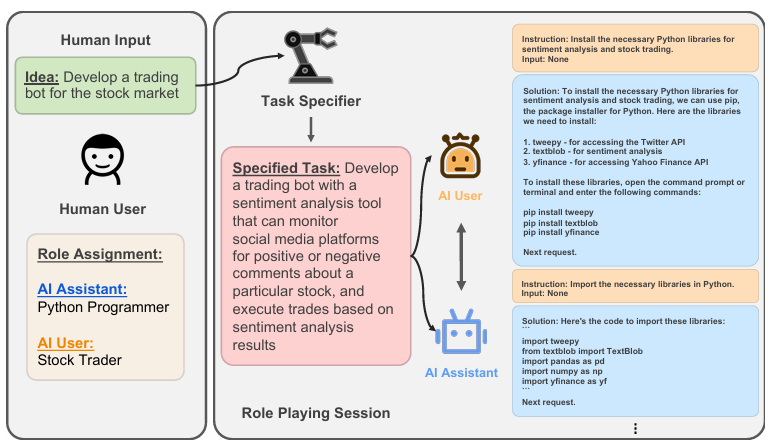 Human Input
Idea: Develop a trading
bot for the stock market
Human User
Role Assignment:
AI Assistant:
Python Programmer
AI User:
Stock Trader
Task Specifier
Specified Task: Develop
a trading bot with a
sentiment analysis tool
that can monitor
social media platforms
for positive or negative
comments about a
particular stock, and
execute trades based on
sentiment analysis
results
AI User
AI Assistant
Role Playing Session
Instruction: Install the necessary Python libraries for
sentiment analysis and stock trading.
Input: None
Solution: To install the necessary Python libraries for
sentiment analysis and stock trading, we can use pip,
the package installer for Python. Here are the libraries
we need to install:
1. tweepy - for accessing the Twitter API
2. textblob - for sentiment analysis
3. yfinance - for accessing Yahoo Finance API
To install these libraries, open the command prompt or
terminal and enter the following commands:
pip install tweepy
pip install textblob
pip install yfinance
Next request.
Instruction: Import the necessary libraries in Python.
Input: None
Solution: Here's the code to import these libraries:
```
import tweepy
from textblob import TextBlob
import pandas as pd
import numpy as np
import yfinance as yf
```
Next request.